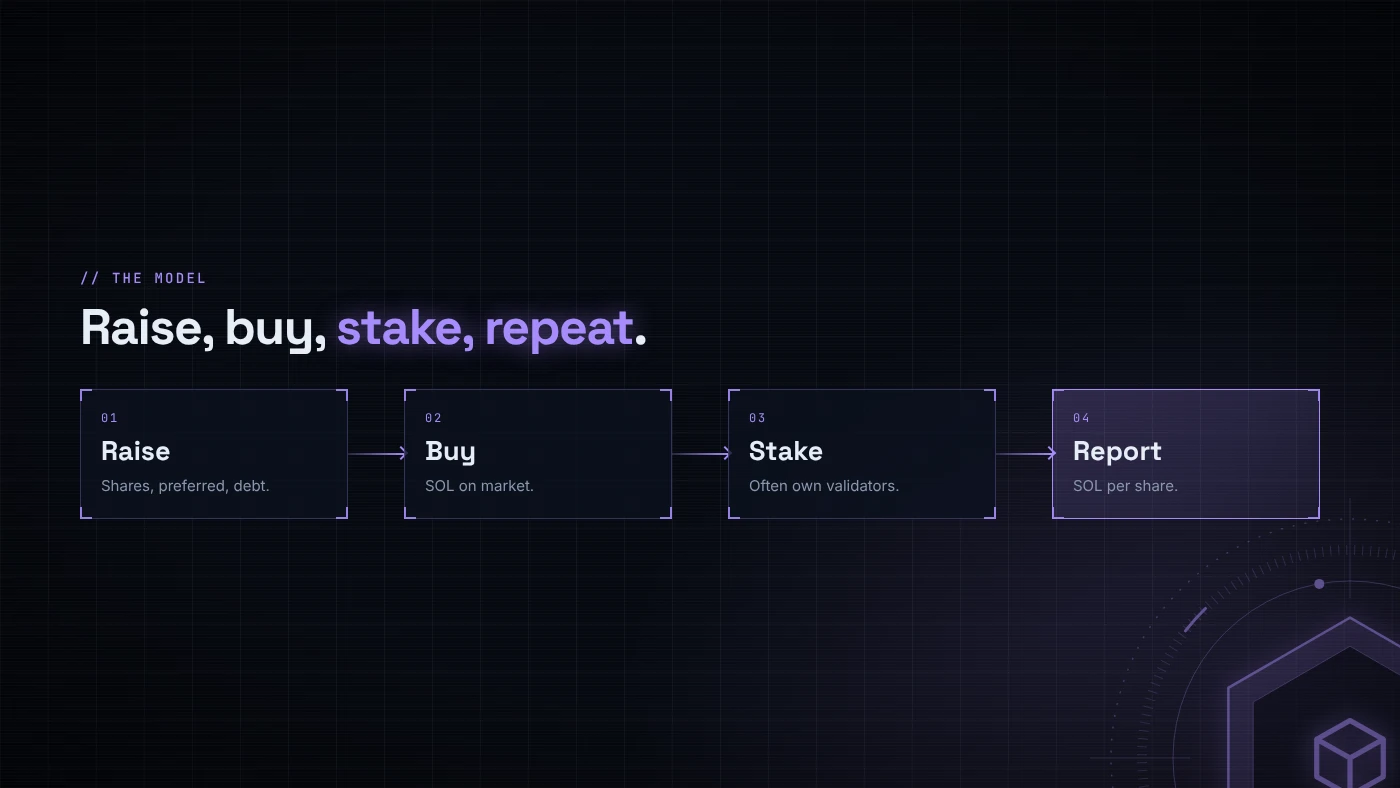 // THE MODEL
Raise, buy, stake, repeat.
01
Raise
Shares, preferred, debt.
02
Buy
SOL on market.
03
Stake
Often own validators.
04
Report
SOL per share.